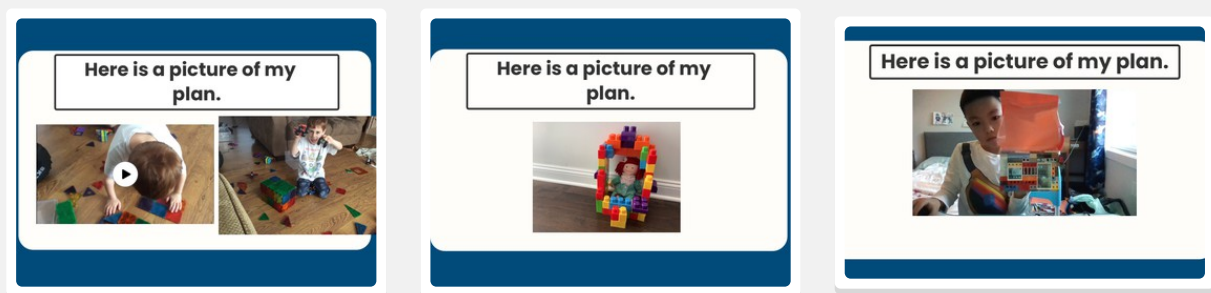 Here is a picture of my
plan.
Here is a picture of my
plan.
Here is a picture of my plan.